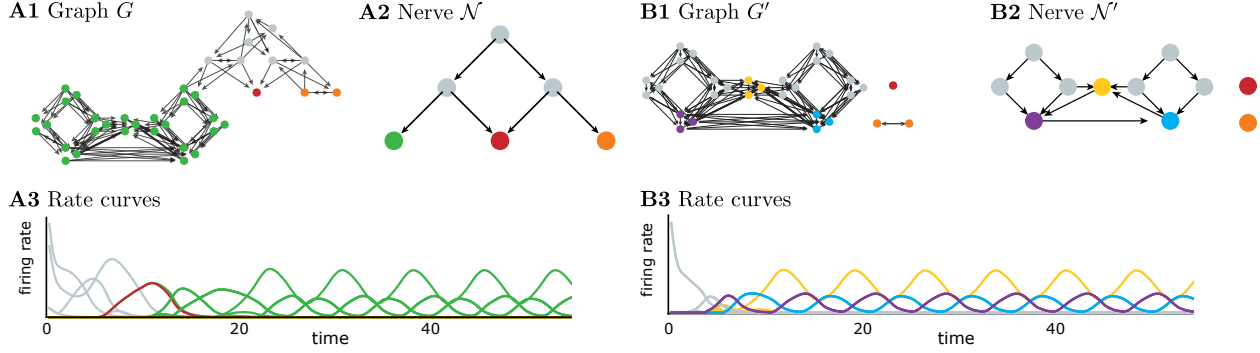 A1 Graph G
A2 Nerve 𝒩
B1 Graph G′
B2 Nerve 𝒩′
A3 Rate curves
firing rate
0
20
40
time
B3 Rate curves
firing rate
0
20
40
time